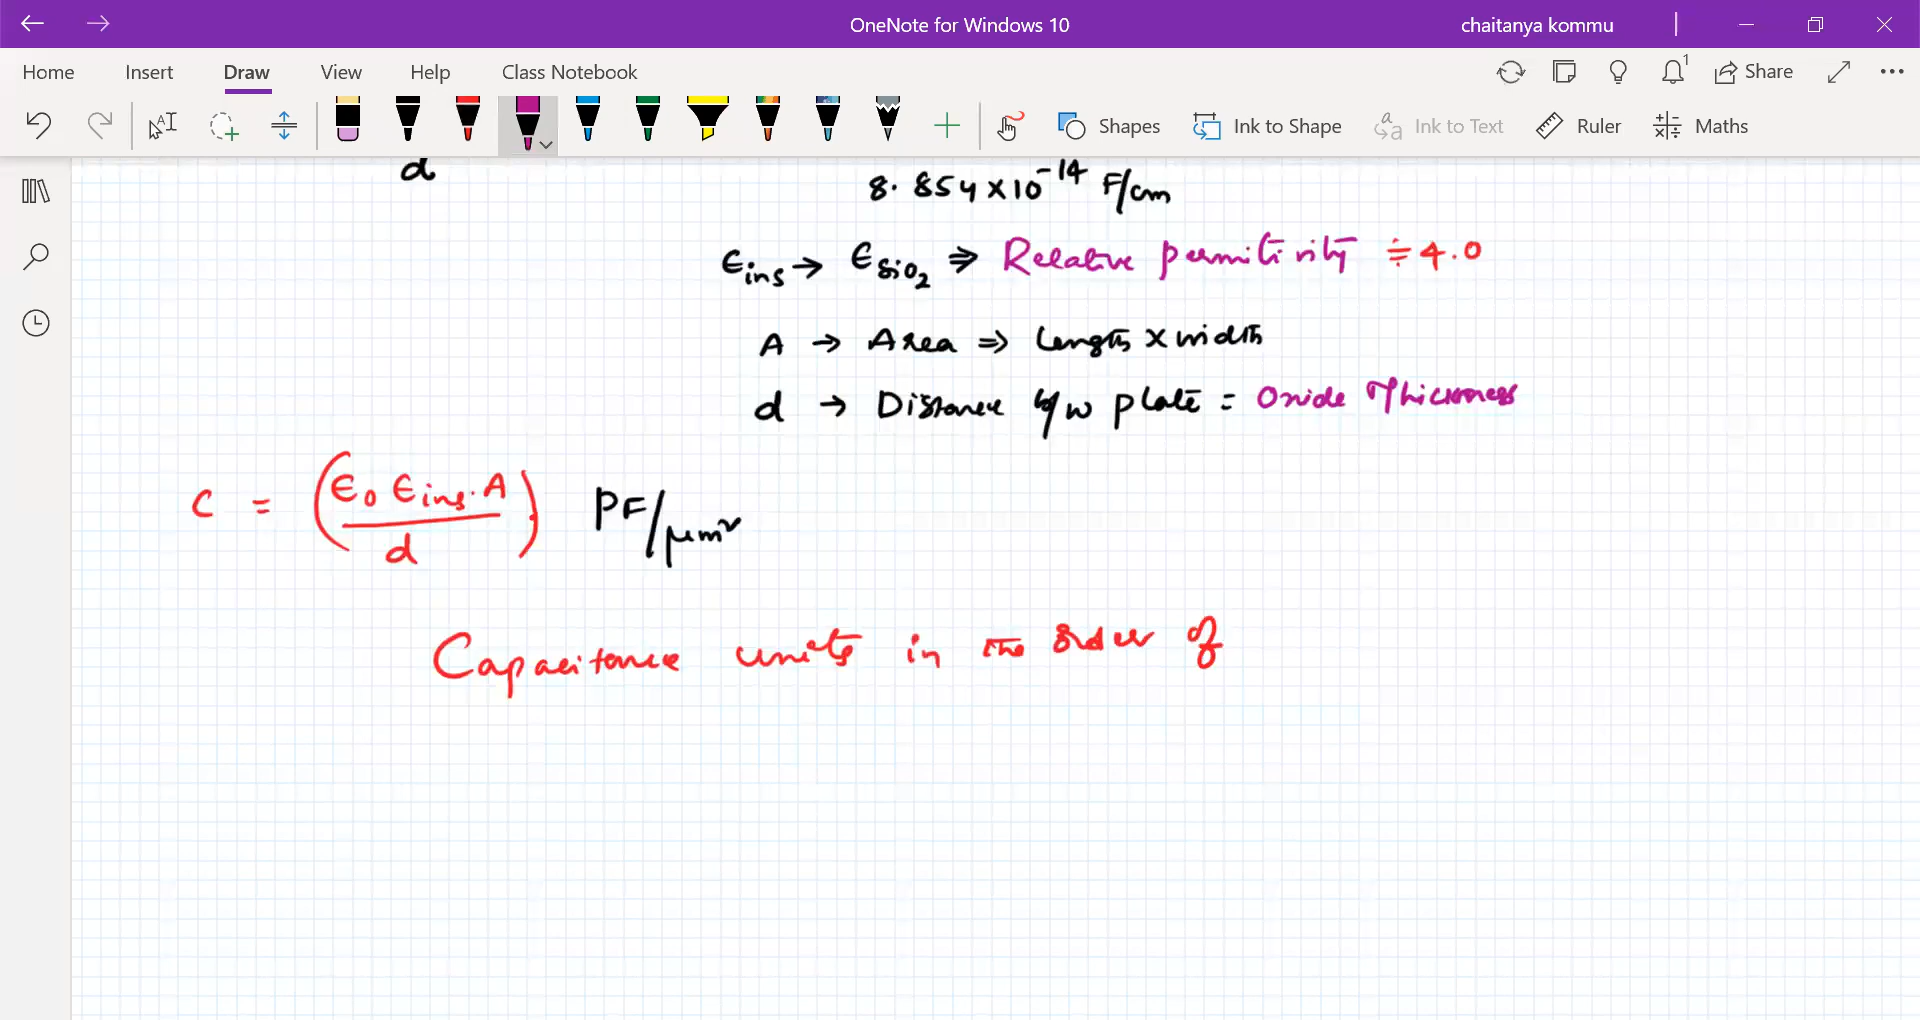 OneNote for Windows 10
chaitanya kommu
Home Insert Draw View Help Class Notebook
1 Share
Shapes Ink to Shape Ink to Text Ruler Maths
d
8.854×10⁻¹⁴ F/cm
ϵins → ϵSiO₂ ⇒ Relative permitivity ≑ 4.0
A → Area ⇒ Length × width
d → Distance b/w plate = Oxide Thickness
C = (ϵ₀ ϵins . A / d) PF/μm²
Capacitance units in the order of